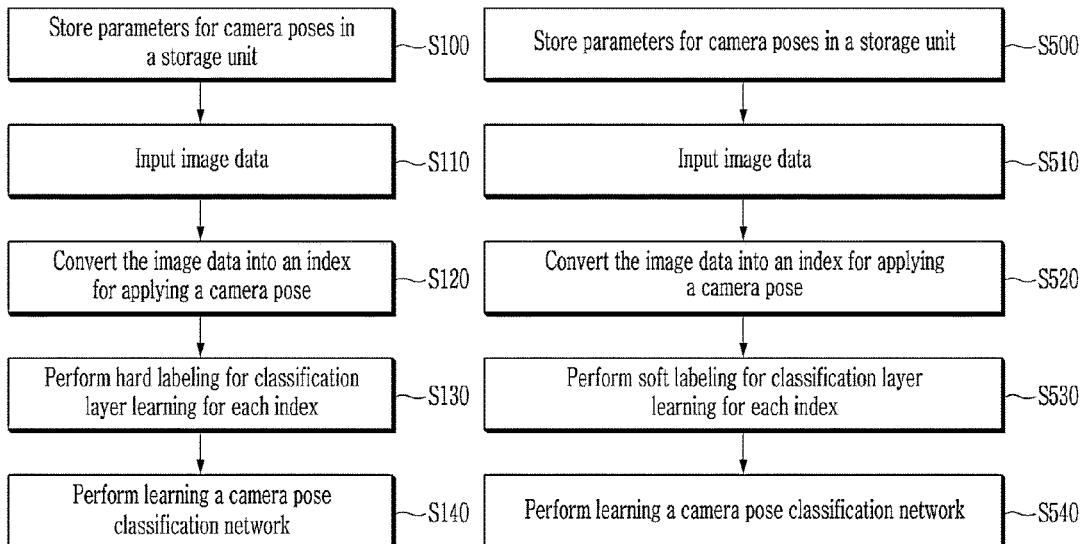 Store parameters for camera poses in
a storage unit
S100
Input image data
S110
Convert the image data into an index
for applying a camera pose
S120
Perform hard labeling for classification
layer learning for each index
S130
Perform learning a camera pose
classification network
S140
Store parameters for camera poses in a storage unit
S500
Input image data
S510
Convert the image data into an index for applying
a camera pose
S520
Perform soft labeling for classification layer
learning for each index
S530
Perform learning a camera pose classification network
S540